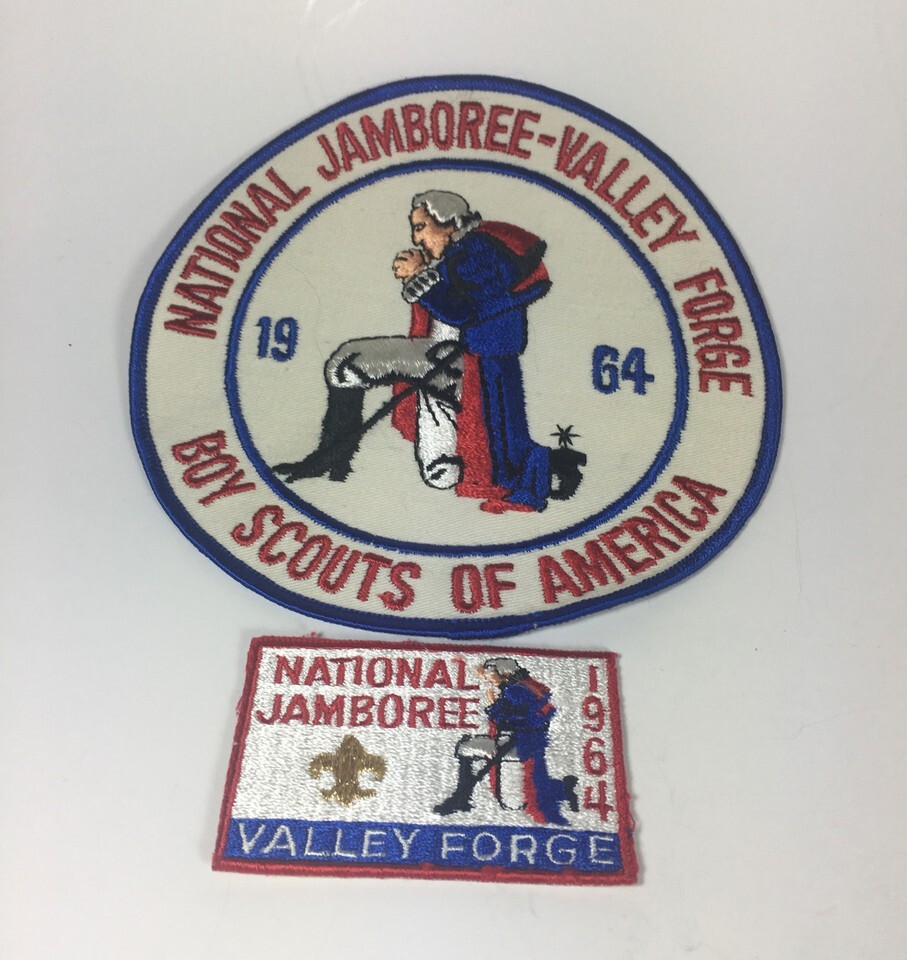 NATIONAL JAMBOREE-VALLEY FORGE
19 64
BOY SCOUTS OF AMERICA
NATIONAL
JAMBOREE
1964
VALLEY FORGE